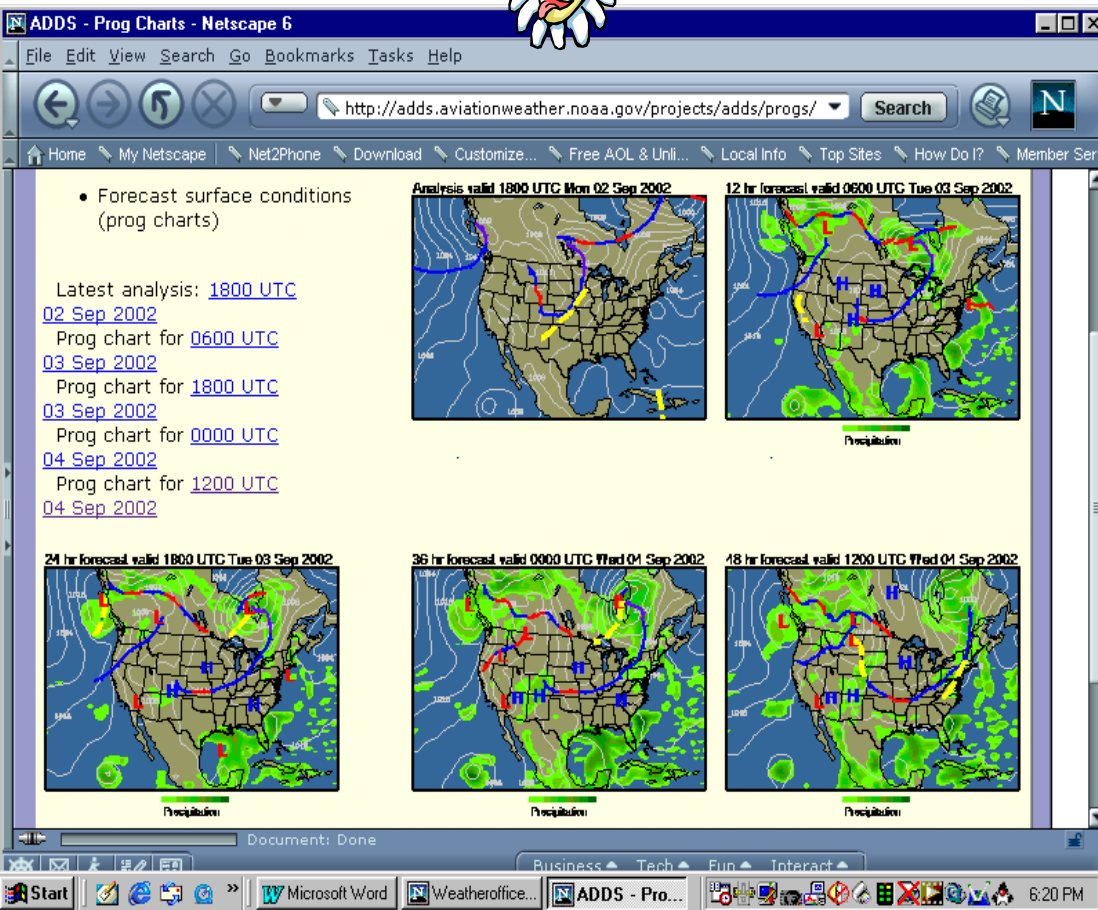 ADDS - Prog Charts - Netscape 6
File Edit View Search Go Bookmarks Tasks Help
http://adds.aviationweather.noaa.gov/projects/adds/progs/ Search N
Home My Netscape Net2Phone Download Customize... Free AOL & Unli... Local Info Top Sites How Do I? Member Ser
• Forecast surface conditions
(prog charts)
Latest analysis: 1800 UTC
02 Sep 2002
Prog chart for 0600 UTC
03 Sep 2002
Prog chart for 1800 UTC
03 Sep 2002
Prog chart for 0000 UTC
04 Sep 2002
Prog chart for 1200 UTC
04 Sep 2002
Analysis valid 1800 UTC Mon 02 Sep 2002
12 hr forecast valid 0600 UTC Tue 03 Sep 2002
Precipitation
24 hr forecast valid 1800 UTC Tue 03 Sep 2002
Precipitation
36 hr forecast valid 0000 UTC Wed 04 Sep 2002
Precipitation
48 hr forecast valid 1200 UTC Wed 04 Sep 2002
Precipitation
Document: Done
Business Tech Fun Interact
Start » Microsoft Word Weatheroffice... ADDS - Pro... 6:20 PM